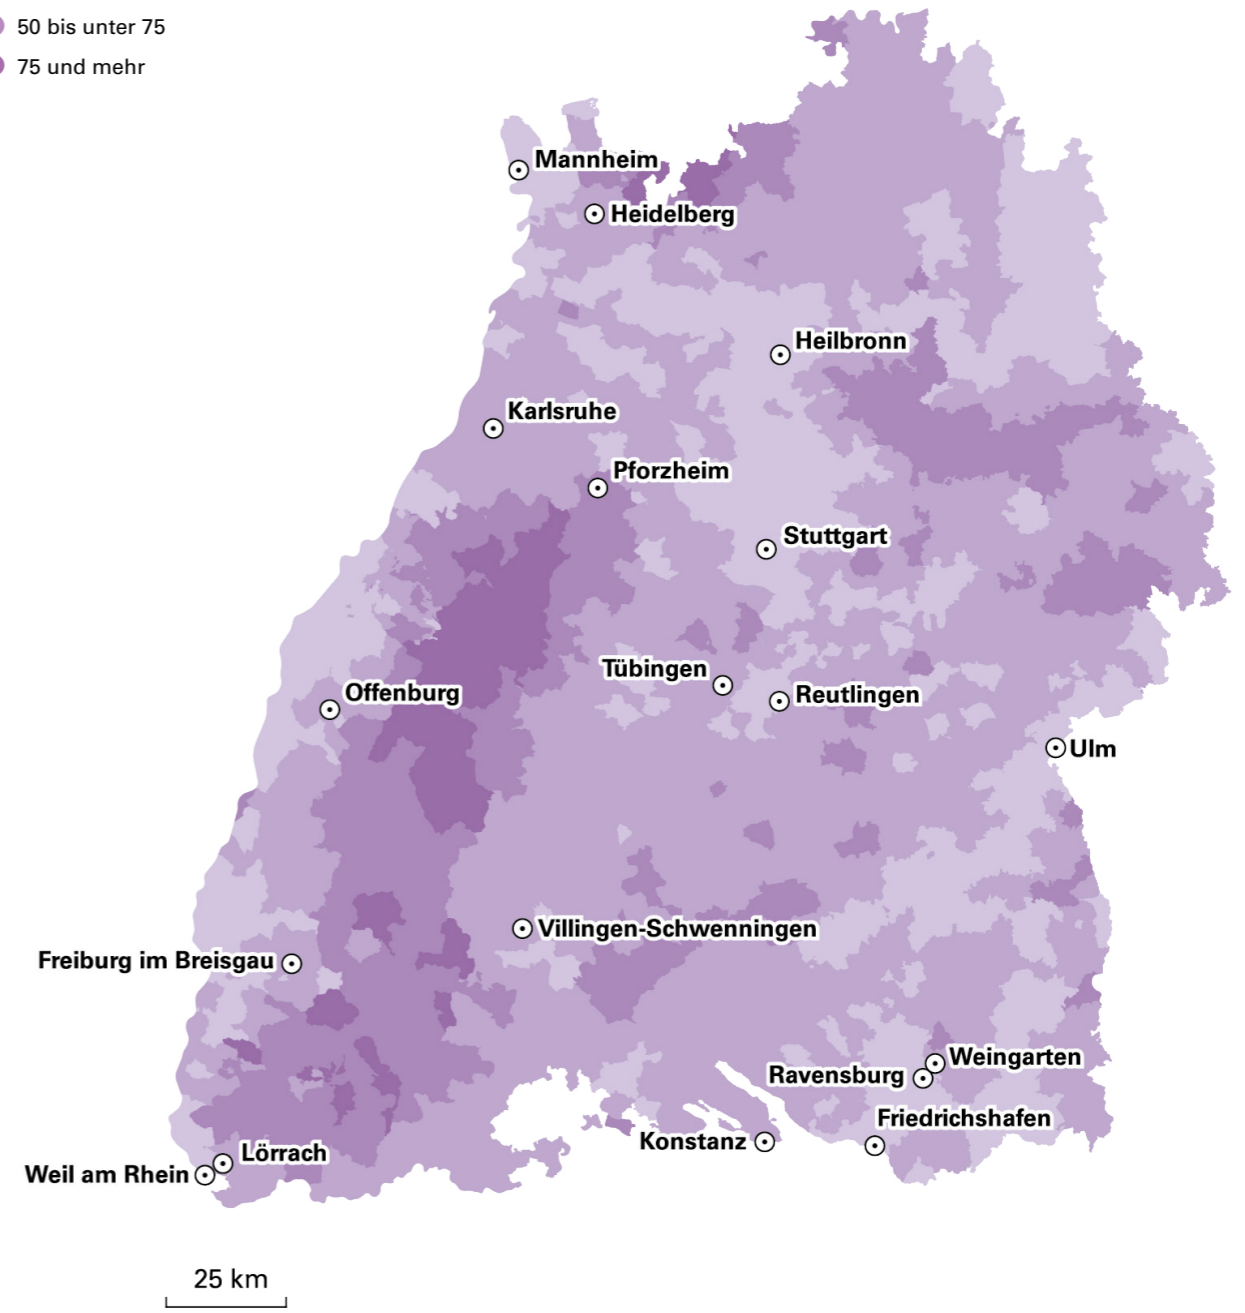 50 bis unter 75
75 und mehr
Mannheim
Heidelberg
Heilbronn
Karlsruhe
Pforzheim
Stuttgart
Tübingen
Offenburg
Reutlingen
Ulm
Villingen-Schwenningen
Freiburg im Breisgau
Weingarten
Ravensburg
Friedrichshafen
Konstanz
Lörrach
Weil am Rhein
25 km